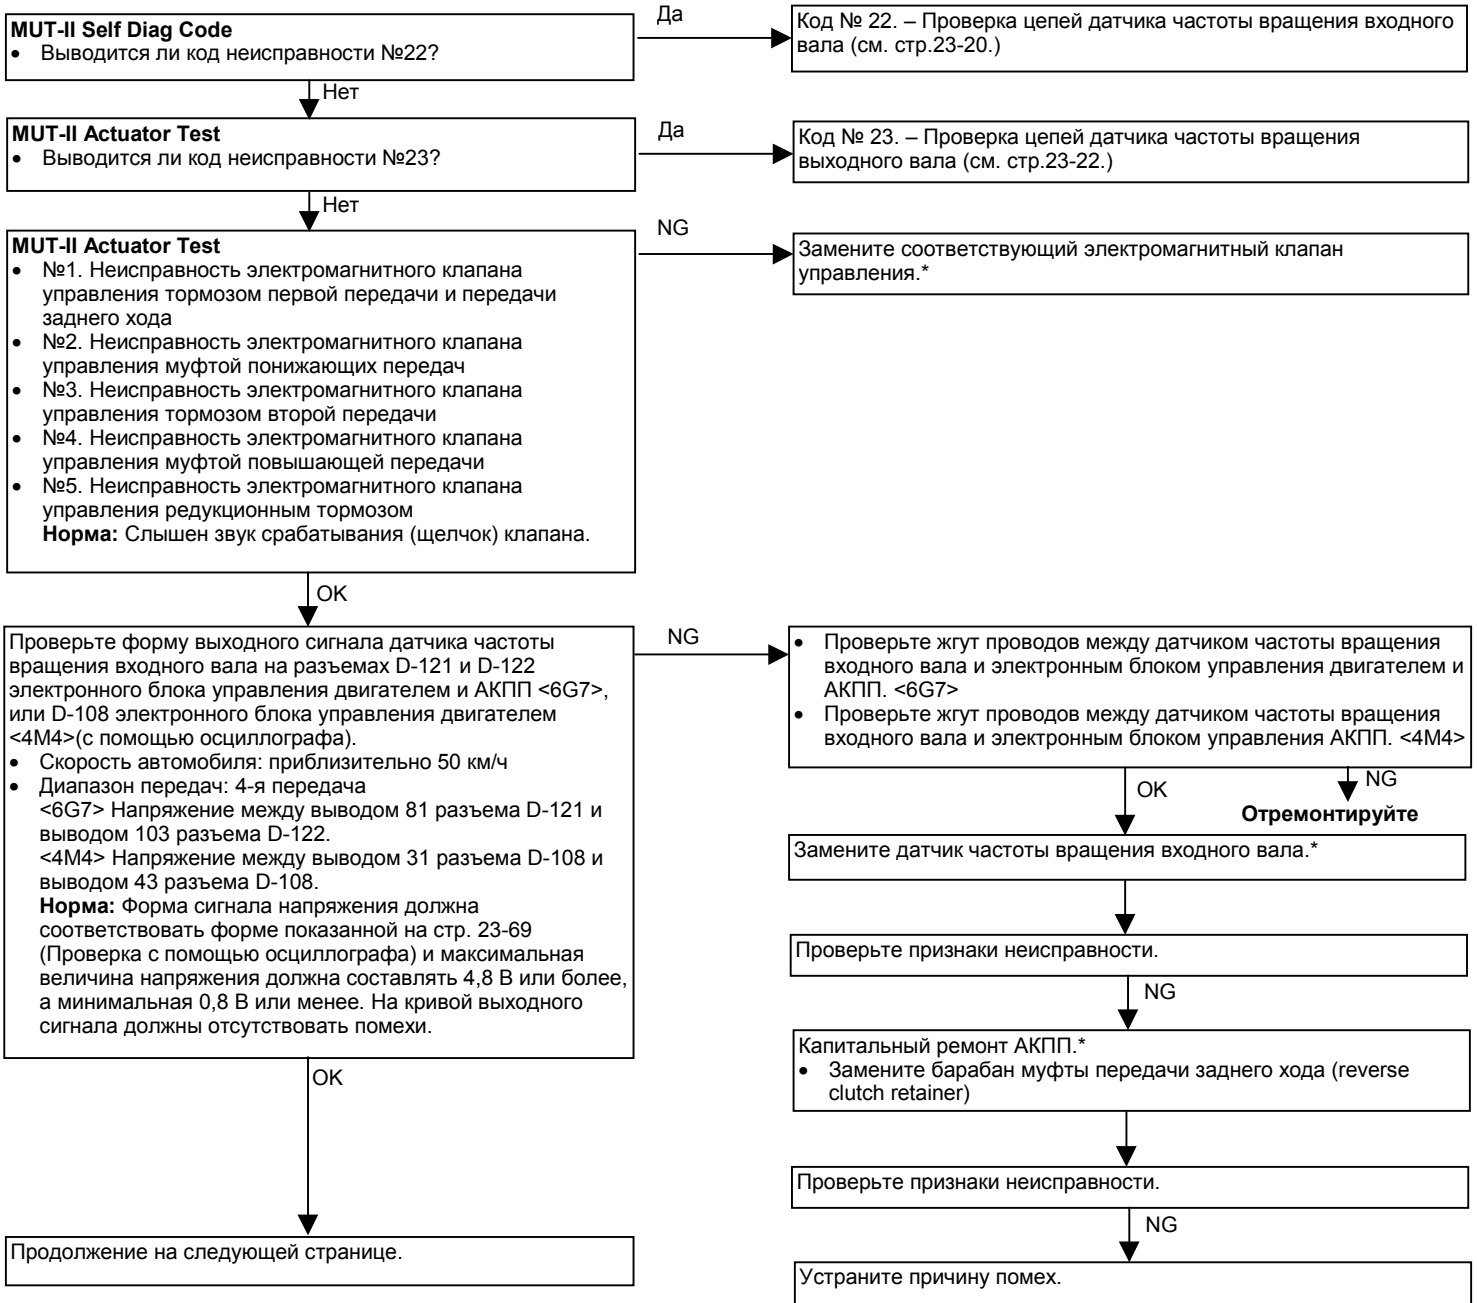 MUT-II Self Diag Code
• Выводится ли код неисправности №22?
Да
Код № 22. – Проверка цепей датчика частоты вращения входного
вала (см. стр.23-20.)
Нет
MUT-II Actuator Test
• Выводится ли код неисправности №23?
Да
Код № 23. – Проверка цепей датчика частоты вращения
выходного вала (см. стр.23-22.)
Нет
MUT-II Actuator Test
• №1. Неисправность электромагнитного клапана
управления тормозом первой передачи и передачи
заднего хода
• №2. Неисправность электромагнитного клапана
управления муфтой понижающих передач
• №3. Неисправность электромагнитного клапана
управления тормозом второй передачи
• №4. Неисправность электромагнитного клапана
управления муфтой повышающей передачи
• №5. Неисправность электромагнитного клапана
управления редукционным тормозом
Норма: Слышен звук срабатывания (щелчок) клапана.
NG
Замените соответствующий электромагнитный клапан
управления.*
OK
Проверьте форму выходного сигнала датчика частоты
вращения входного вала на разъемах D-121 и D-122
электронного блока управления двигателем и АКПП <6G7>,
или D-108 электронного блока управления двигателем
<4M4>(с помощью осциллографа).
• Скорость автомобиля: приблизительно 50 км/ч
• Диапазон передач: 4-я передача
<6G7> Напряжение между выводом 81 разъема D-121 и
выводом 103 разъема D-122.
<4M4> Напряжение между выводом 31 разъема D-108 и
выводом 43 разъема D-108.
Норма: Форма сигнала напряжения должна
соответствовать форме показанной на стр. 23-69
(Проверка с помощью осциллографа) и максимальная
величина напряжения должна составлять 4,8 В или более,
а минимальная 0,8 В или менее. На кривой выходного
сигнала должны отсутствовать помехи.
NG
• Проверьте жгут проводов между датчиком частоты вращения
входного вала и электронным блоком управления двигателем и
АКПП. <6G7>
• Проверьте жгут проводов между датчиком частоты вращения
входного вала и электронным блоком управления АКПП. <4M4>
OK
NG
Отремонтируйте
Замените датчик частоты вращения входного вала.*
Проверьте признаки неисправности.
NG
Капитальный ремонт АКПП.*
• Замените барабан муфты передачи заднего хода (reverse
clutch retainer)
Проверьте признаки неисправности.
NG
Устраните причину помех.
OK
Продолжение на следующей странице.